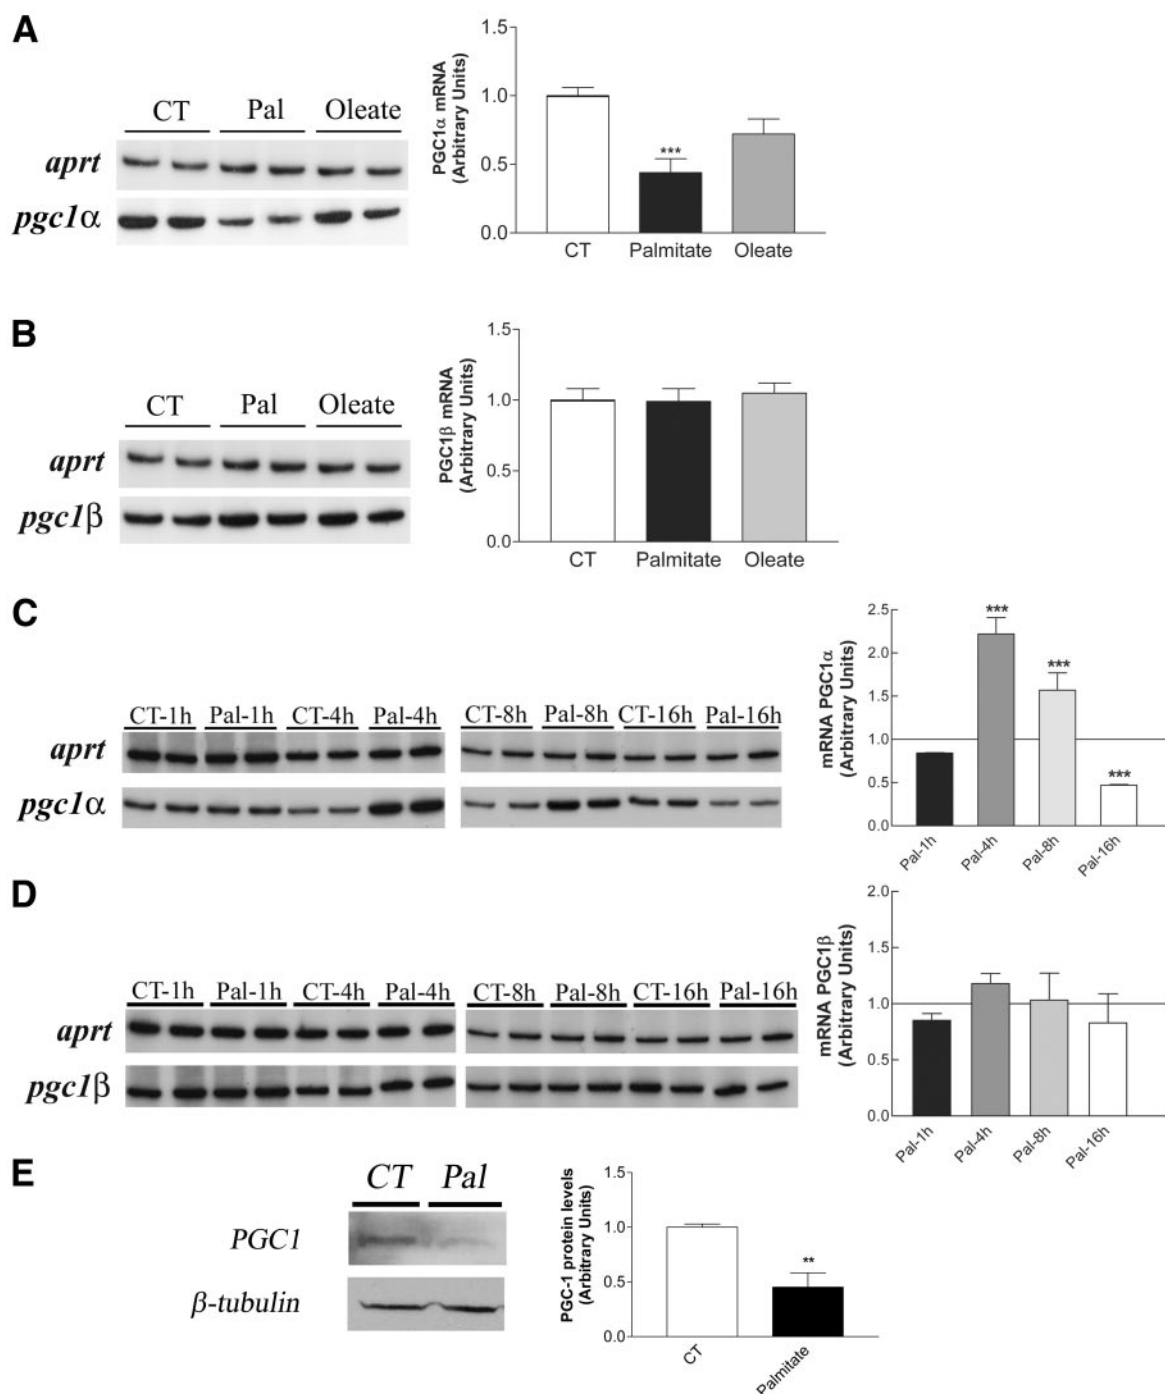 A
CT Pal Oleate
aprt
pgc1α
PGC1α mRNA
(Arbitrary Units)
1.5
1.0
0.5
0.0
***
CT Palmitate Oleate
B
CT Pal Oleate
aprt
pgc1β
PGC1β mRNA
(Arbitrary Units)
1.5
1.0
0.5
0.0
CT Palmitate Oleate
C
CT-1h Pal-1h CT-4h Pal-4h CT-8h Pal-8h CT-16h Pal-16h
aprt
pgc1α
mRNA PGC1α
(Arbitrary Units)
2.5
2.0
1.5
1.0
0.5
0.0
***
***
***
Pal-1h Pal-4h Pal-8h Pal-16h
D
CT-1h Pal-1h CT-4h Pal-4h CT-8h Pal-8h CT-16h Pal-16h
aprt
pgc1β
mRNA PGC1β
(Arbitrary Units)
2.0
1.5
1.0
0.5
0.0
Pal-1h Pal-4h Pal-8h Pal-16h
E
CT Pal
PGC1
β-tubulin
PGC-1 protein levels
(Arbitrary Units)
1.5
1.0
0.5
0.0
**
CT Palmitate